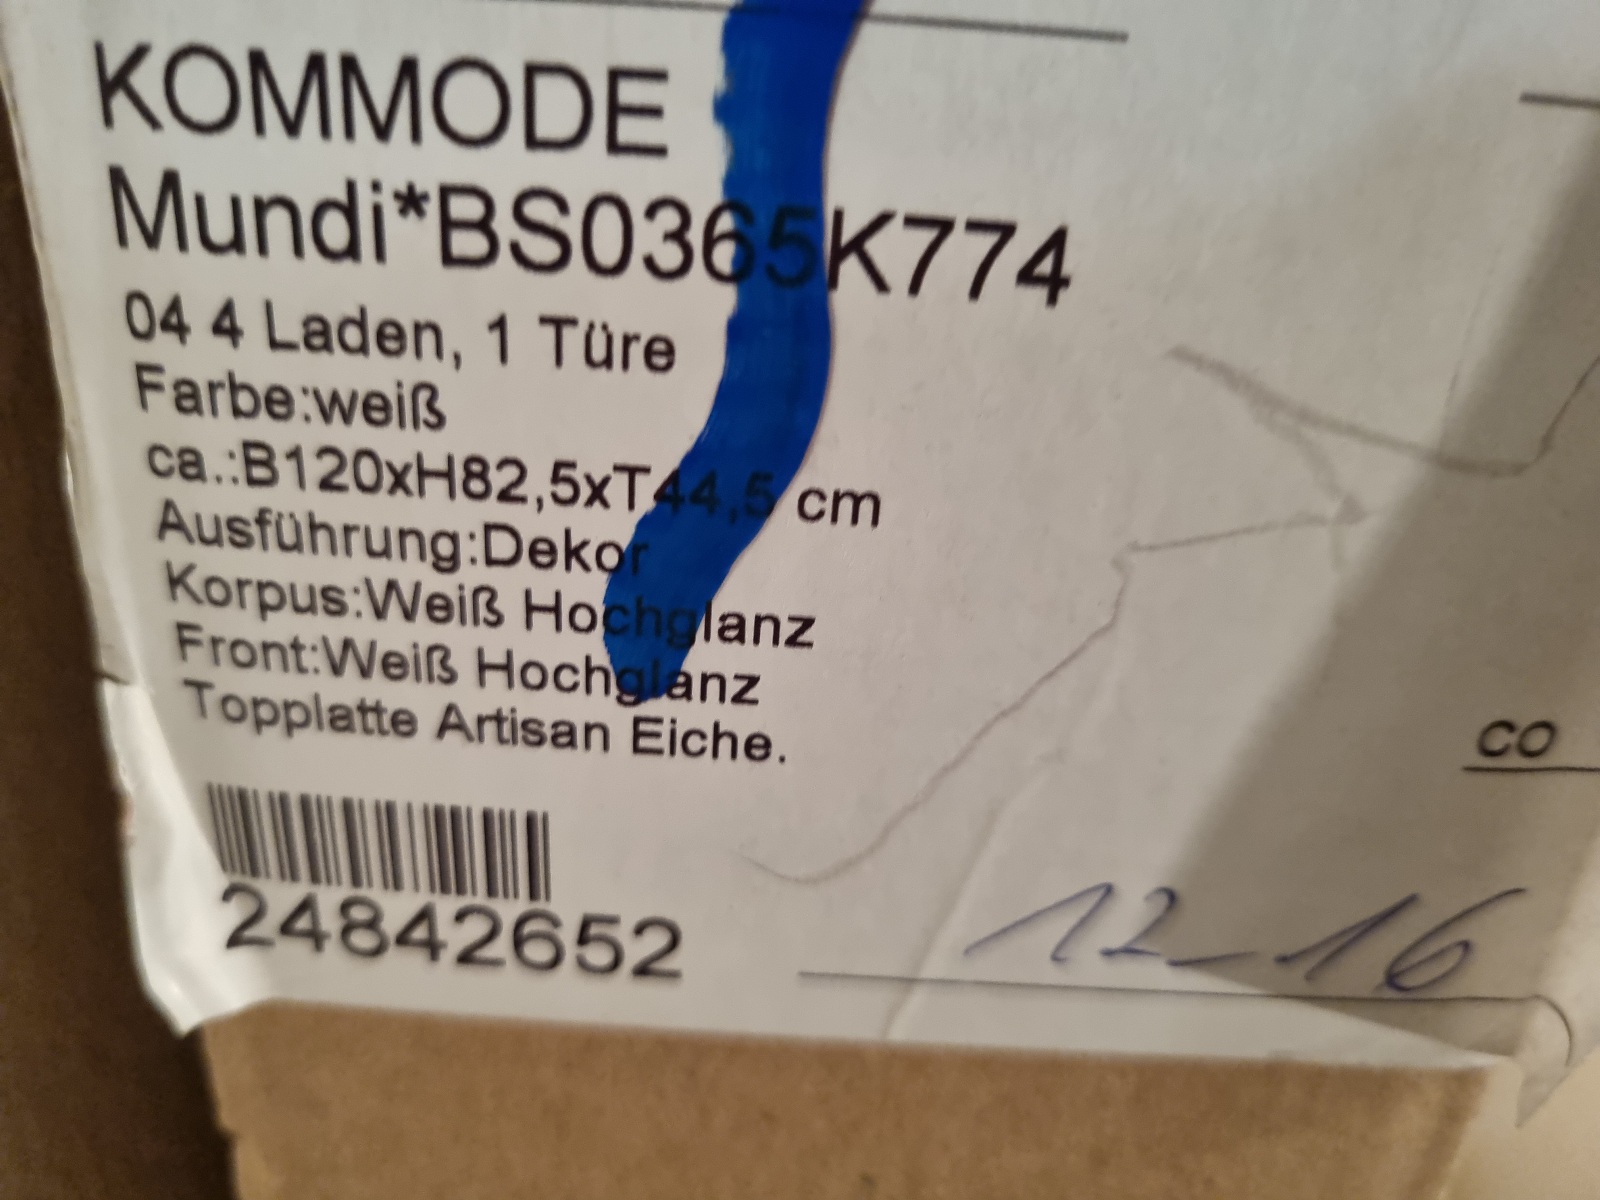 KOMMODE
Mundi*BS0365K774
04 4 Laden, 1 Türe
Farbe:weiß
ca.:B120xH82,5xT44,5 cm
Ausführung:Dekor
Korpus:Weiß Hochglanz
Front:Weiß Hochglanz
Topplatte Artisan Eiche.
co
24842652
12-16